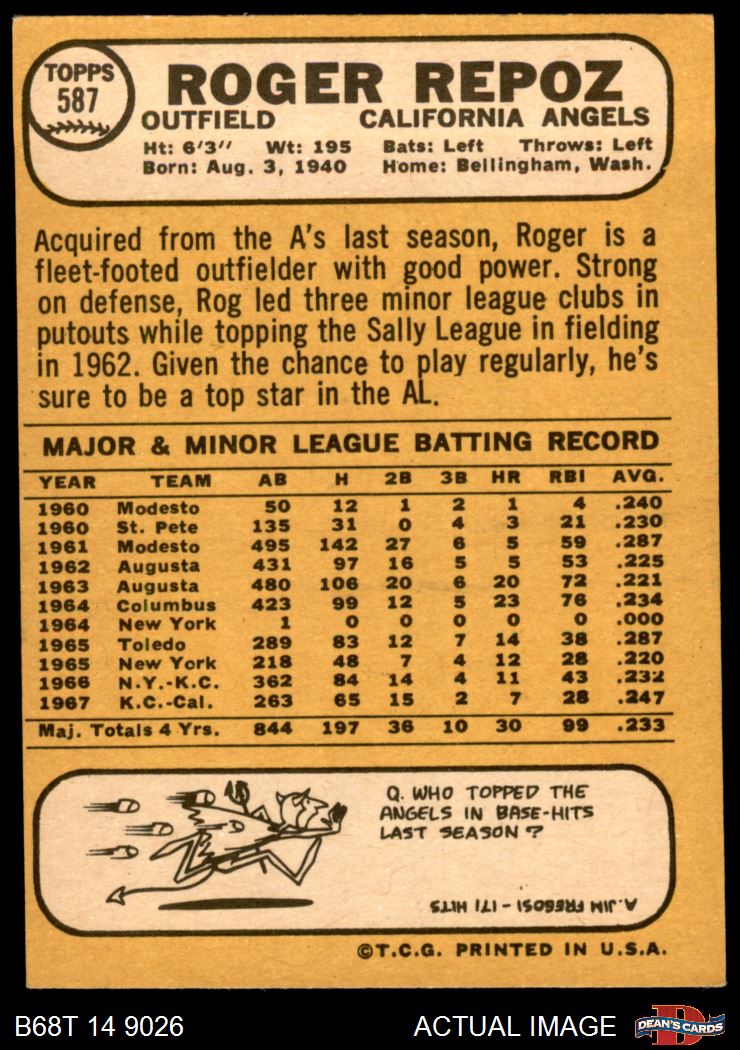 TOPPS
587
ROGER REPOZ
OUTFIELD CALIFORNIA ANGELS
Ht: 6'3" Wt: 195 Bats: Left Throws: Left
Born: Aug. 3, 1940 Home: Bellingham, Wash.
Acquired from the A's last season, Roger is a
fleet-footed outfielder with good power. Strong
on defense, Rog led three minor league clubs in
putouts while topping the Sally League in fielding
in 1962. Given the chance to play regularly, he's
sure to be a top star in the AL.
MAJOR & MINOR LEAGUE BATTING RECORD
YEAR TEAM AB H 2B 3B HR RBI AVG.
1960 Modesto 50 12 1 2 1 4 .240
1960 St. Pete 135 31 0 4 3 21 .230
1961 Modesto 495 142 27 6 5 59 .287
1962 Augusta 431 97 16 5 5 53 .225
1963 Augusta 480 106 20 6 20 72 .221
1964 Columbus 423 99 12 5 23 76 .234
1964 New York 1 0 0 0 0 0 .000
1965 Toledo 289 83 12 7 14 38 .287
1965 New York 218 48 7 4 12 28 .220
1966 N.Y.-K.C. 362 84 14 4 11 43 .232
1967 K.C.-Cal. 263 65 15 2 7 28 .247
Maj. Totals 4 Yrs. 844 197 36 10 30 99 .233
Q. WHO TOPPED THE
ANGELS IN BASE-HITS
LAST SEASON?
A. JIM FREGOSI - 171 HITS
©T.C.G. PRINTED IN U.S.A.
B68T 14 9026 ACTUAL IMAGE D DEAN'S CARDS